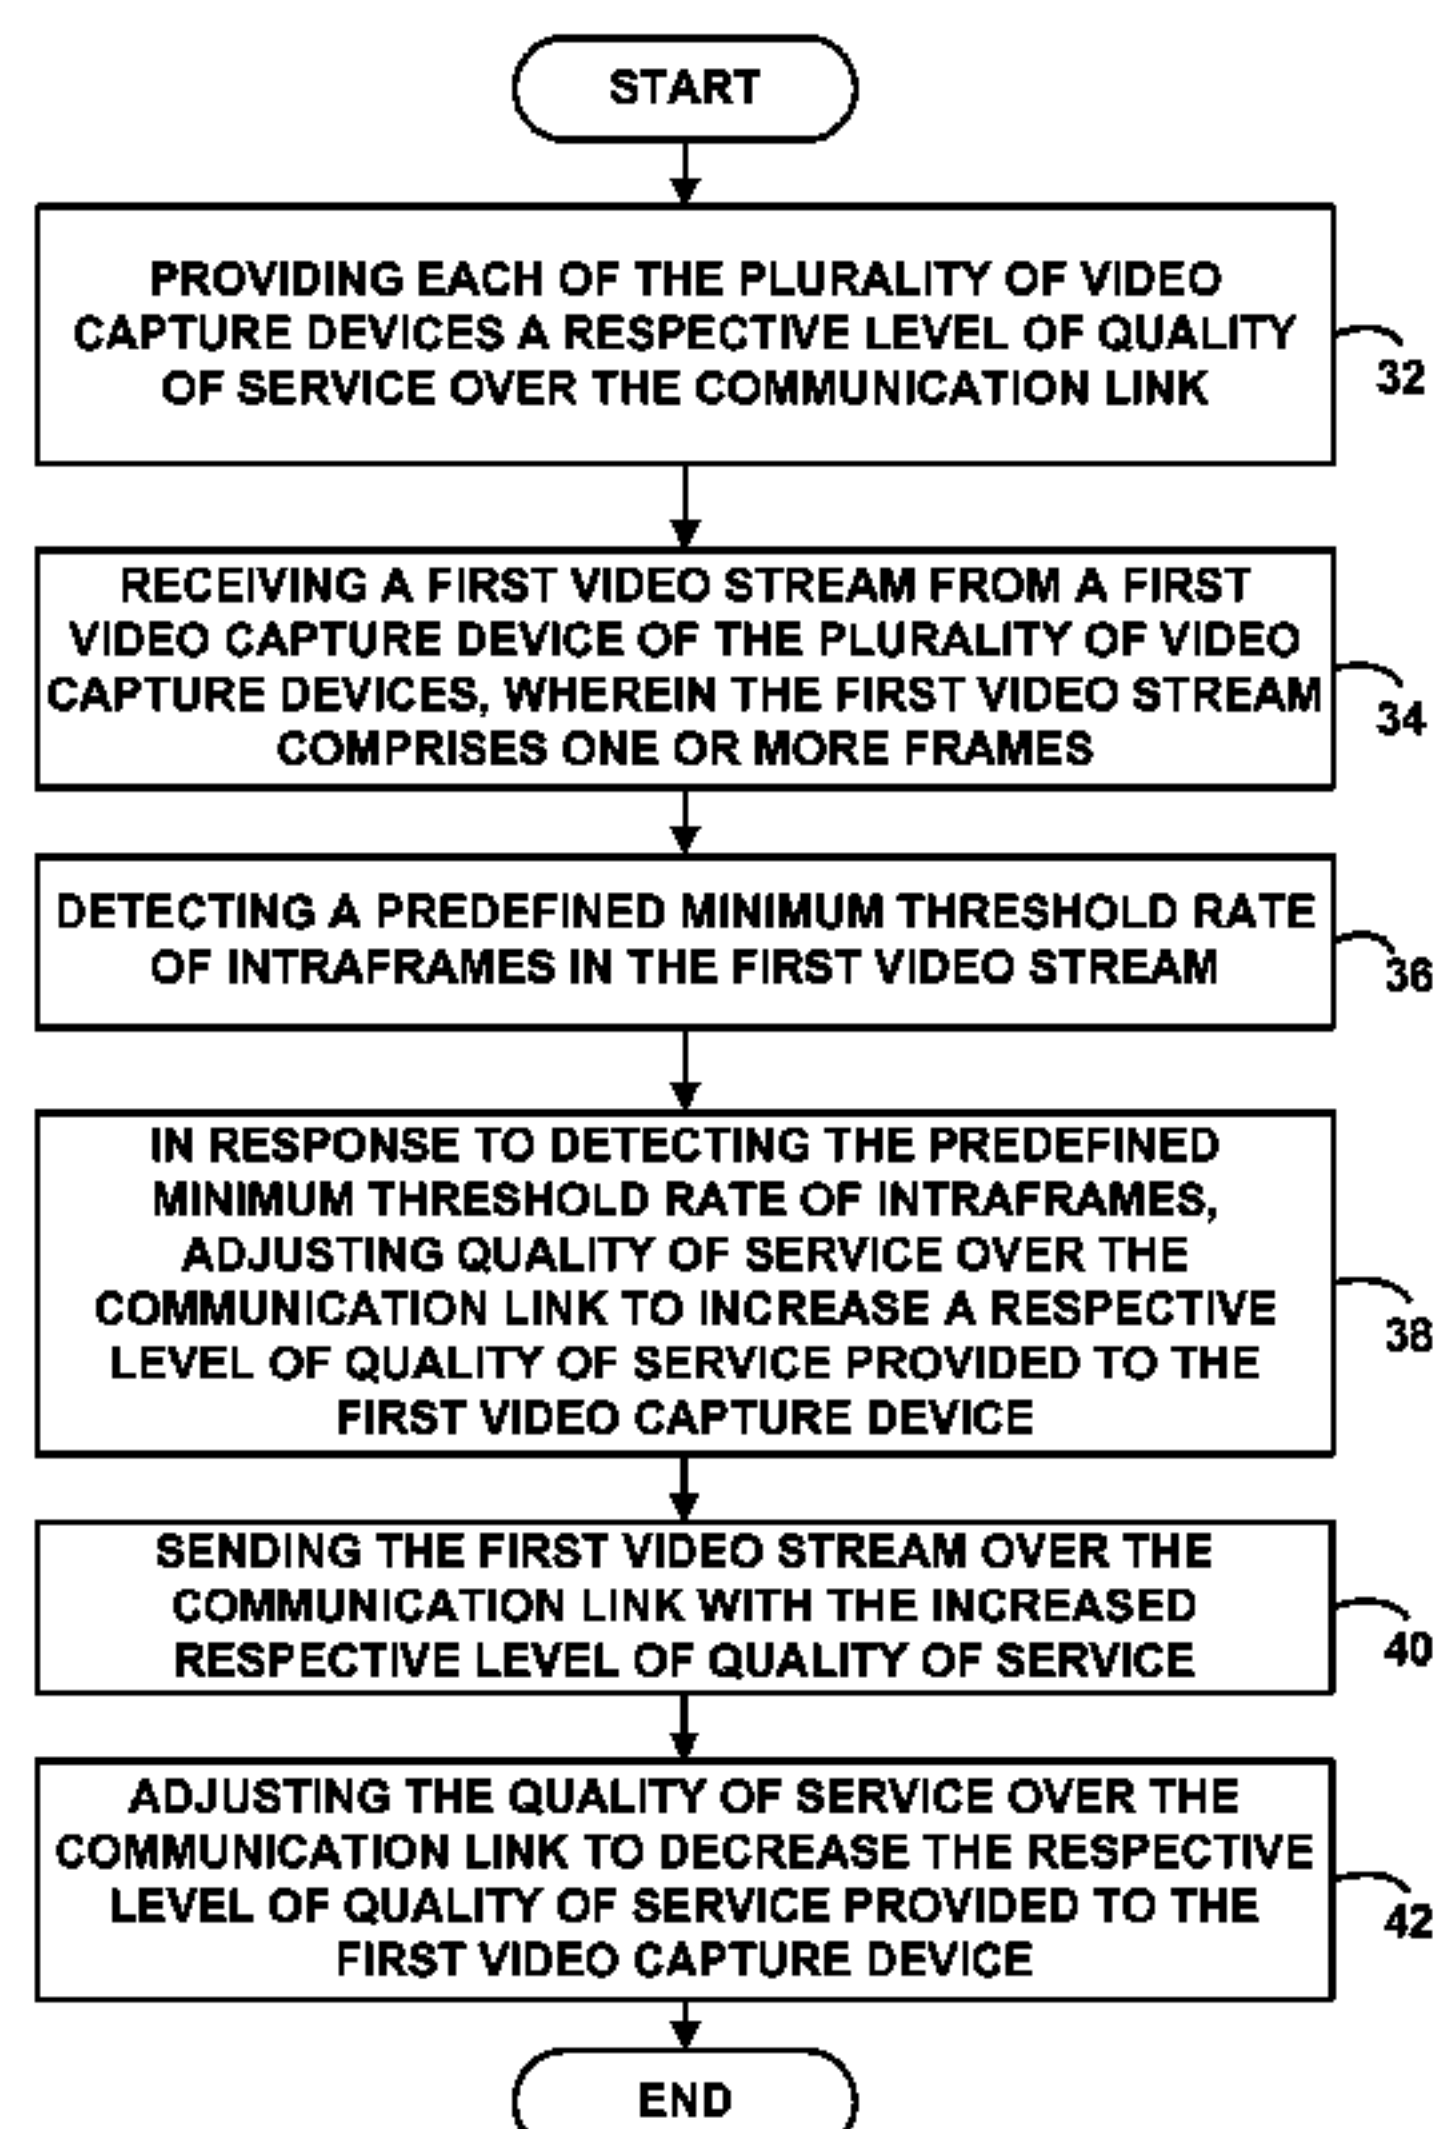 START
PROVIDING EACH OF THE PLURALITY OF VIDEO
CAPTURE DEVICES A RESPECTIVE LEVEL OF QUALITY
OF SERVICE OVER THE COMMUNICATION LINK
32
RECEIVING A FIRST VIDEO STREAM FROM A FIRST
VIDEO CAPTURE DEVICE OF THE PLURALITY OF VIDEO
CAPTURE DEVICES, WHEREIN THE FIRST VIDEO STREAM
COMPRISES ONE OR MORE FRAMES
34
DETECTING A PREDEFINED MINIMUM THRESHOLD RATE
OF INTRAFRAMES IN THE FIRST VIDEO STREAM
36
IN RESPONSE TO DETECTING THE PREDEFINED
MINIMUM THRESHOLD RATE OF INTRAFRAMES,
ADJUSTING QUALITY OF SERVICE OVER THE
COMMUNICATION LINK TO INCREASE A RESPECTIVE
LEVEL OF QUALITY OF SERVICE PROVIDED TO THE
FIRST VIDEO CAPTURE DEVICE
38
SENDING THE FIRST VIDEO STREAM OVER THE
COMMUNICATION LINK WITH THE INCREASED
RESPECTIVE LEVEL OF QUALITY OF SERVICE
40
ADJUSTING THE QUALITY OF SERVICE OVER THE
COMMUNICATION LINK TO DECREASE THE RESPECTIVE
LEVEL OF QUALITY OF SERVICE PROVIDED TO THE
FIRST VIDEO CAPTURE DEVICE
42
END